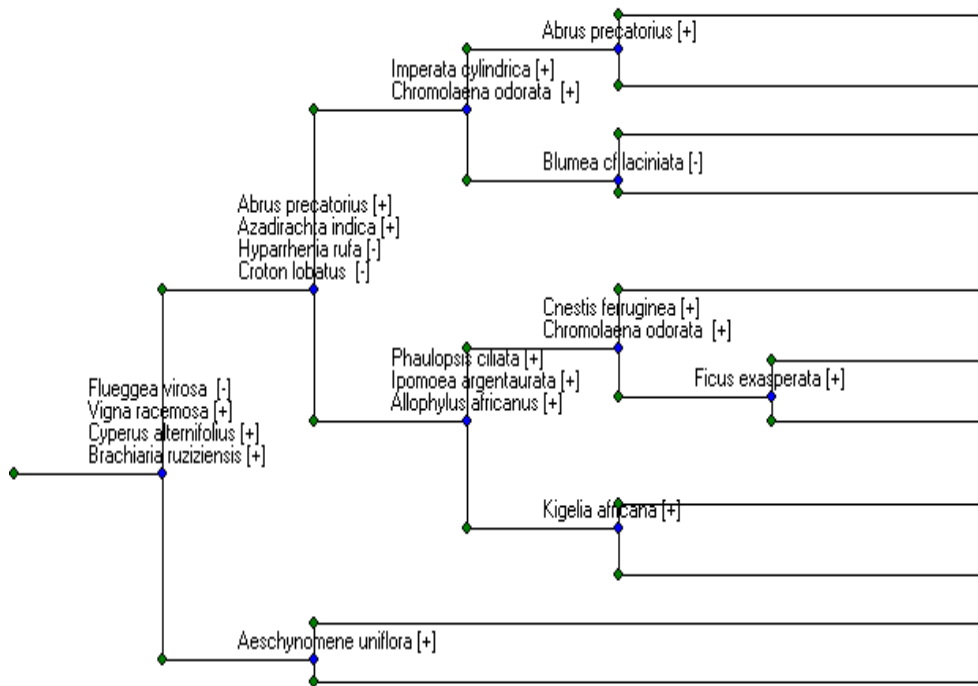 Abrus precatorius [+]
Imperata cylindrica [+]
Chromolaena odorata [+]
Blumea cf laciniata [-]
Abrus precatorius [+]
Azadirachta indica [+]
Hyparrhenia rufa [-]
Croton lobatus [-]
Cnestis ferruginea [+]
Chromolaena odorata [+]
Phaulopsis ciliata [+]
Ipomoea argentaurata [+]
Allophylus africanus [+]
Ficus exasperata [+]
Flueggea virosa [-]
Vigna racemosa [+]
Cyperus alternifolius [+]
Brachiaria ruziziensis [+]
Kigelia africana [+]
Aeschynomene uniflora [+]